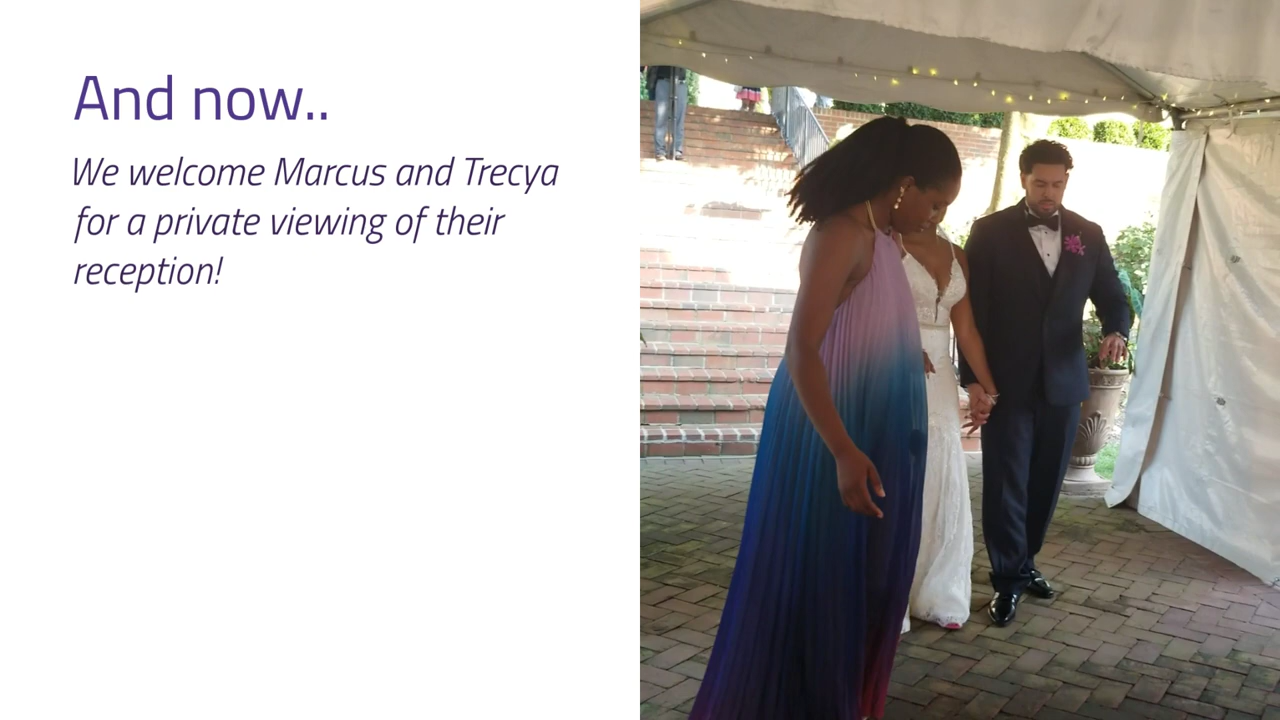 And now..
We welcome Marcus and Trecya
for a private viewing of their
reception!